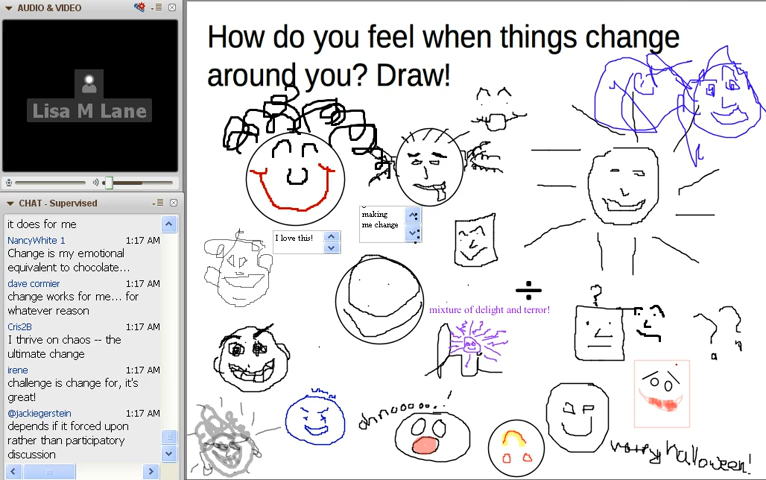 AUDIO & VIDEO
Lisa M Lane
CHAT - Supervised
it does for me
NancyWhite 1 1:17 AM
Change is my emotional
equivalent to chocolate...
dave cormier 1:17 AM
change works for me... for
whatever reason
Cris2B 1:17 AM
I thrive on chaos -- the
ultimate change
irene 1:17 AM
challenge is change for, it's
great!
@jackiegerstein 1:17 AM
depends if it forced upon
rather than participatory
discussion
How do you feel when things change
around you? Draw!
I love this!
making
me change
÷
mixture of delight and terror!
?
? ?
ohnoooo...!
halloween!